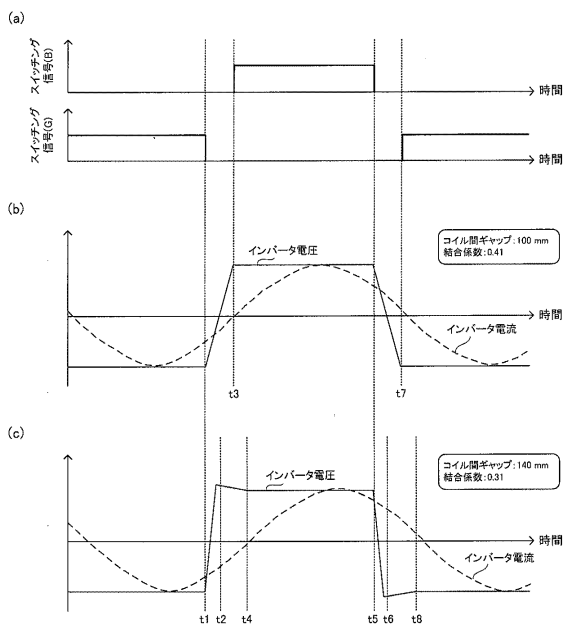 (a)
スイッチング
信号(B)
時間
スイッチング
信号(G)
時間
(b)
インバータ電圧
コイル間ギャップ:100 mm
結合係数:0.41
時間
インバータ電流
t3
t7
(c)
インバータ電圧
コイル間ギャップ:140 mm
結合係数:0.31
時間
インバータ電流
t1
t2
t4
t5
t6
t8